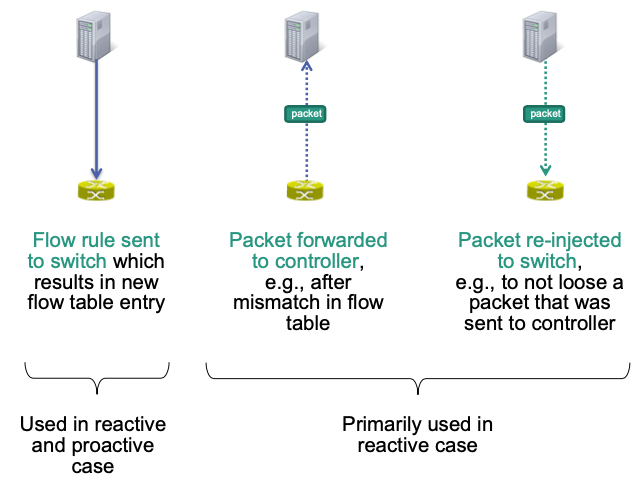 packet
packet
Flow rule sent
to switch which
results in new
flow table entry
Packet forwarded
to controller,
e.g., after
mismatch in flow
table
Packet re-injected
to switch,
e.g., to not loose a
packet that was
sent to controller
Used in reactive
and proactive
case
Primarily used in
reactive case